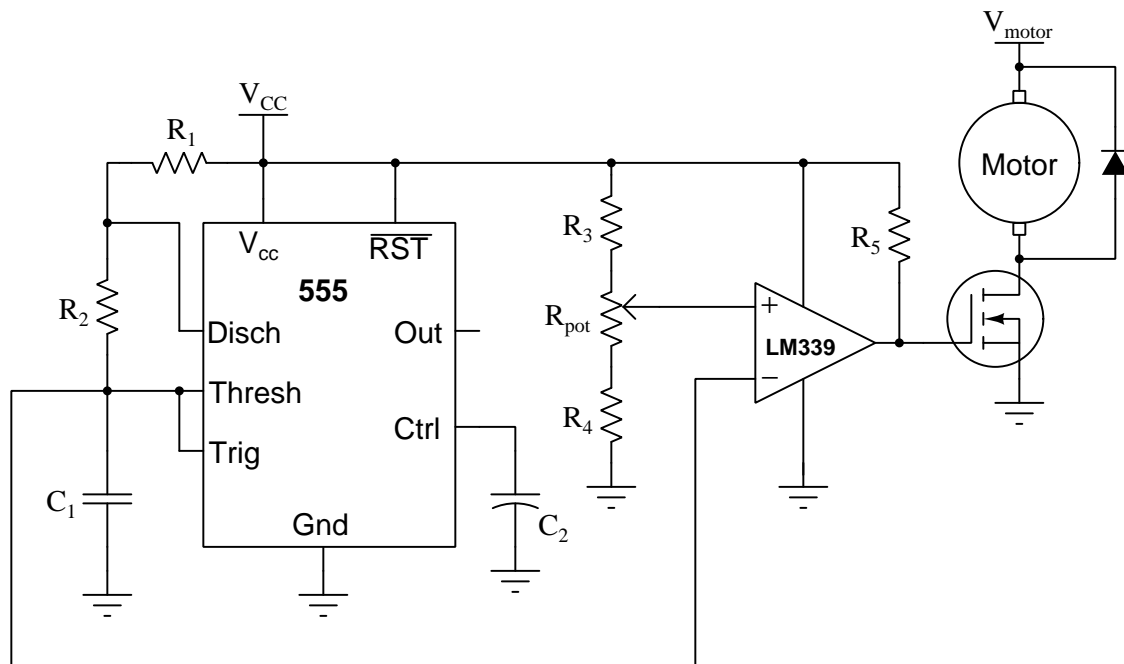 V_motor
V_CC
R_1
Motor
V_cc
R̅S̅T̅
R_3
R_5
555
R_2
R_pot
Disch
Out
+
LM339
Thresh
−
Ctrl
R_4
Trig
C_1
Gnd
C_2